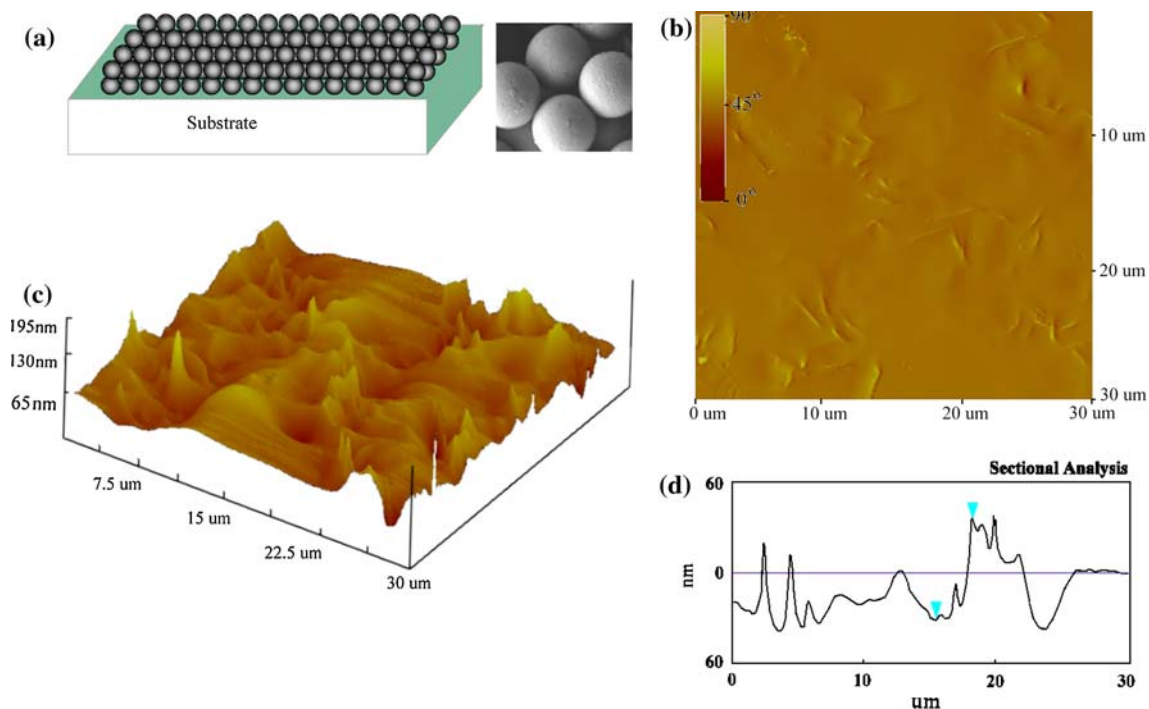 (a)
Substrate
(b)
90°
45°
0°
10 um
20 um
30 um
0 um
10 um
20 um
30 um
(c)
195nm
130nm
65nm
7.5 um
15 um
22.5 um
30 um
(d)
Sectional Analysis
60
0
60
nm
0
10
20
30
um